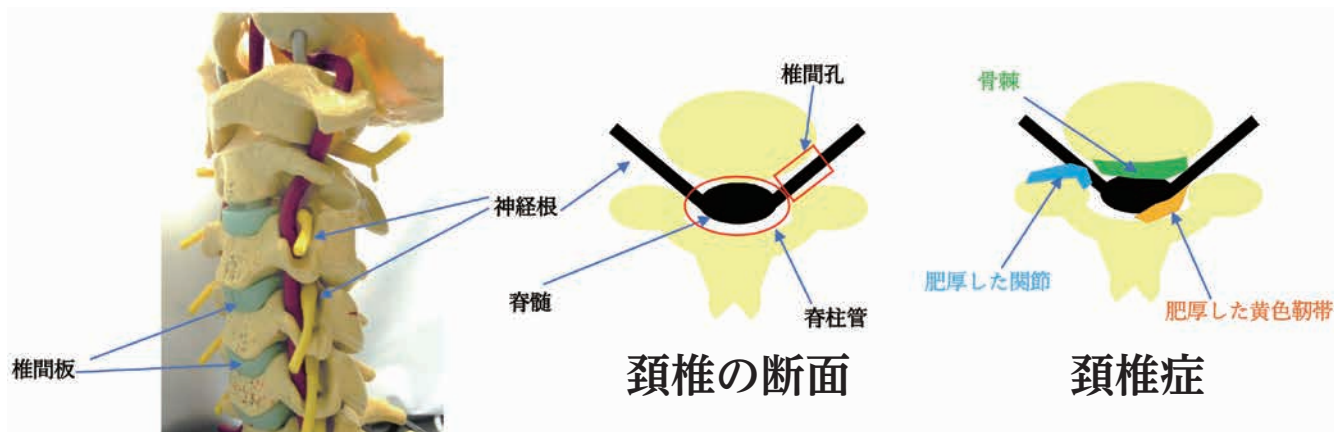 椎間孔
骨棘
神経根
脊髄
脊柱管
肥厚した関節
肥厚した黄色靭帯
椎間板
頚椎の断面
頚椎症